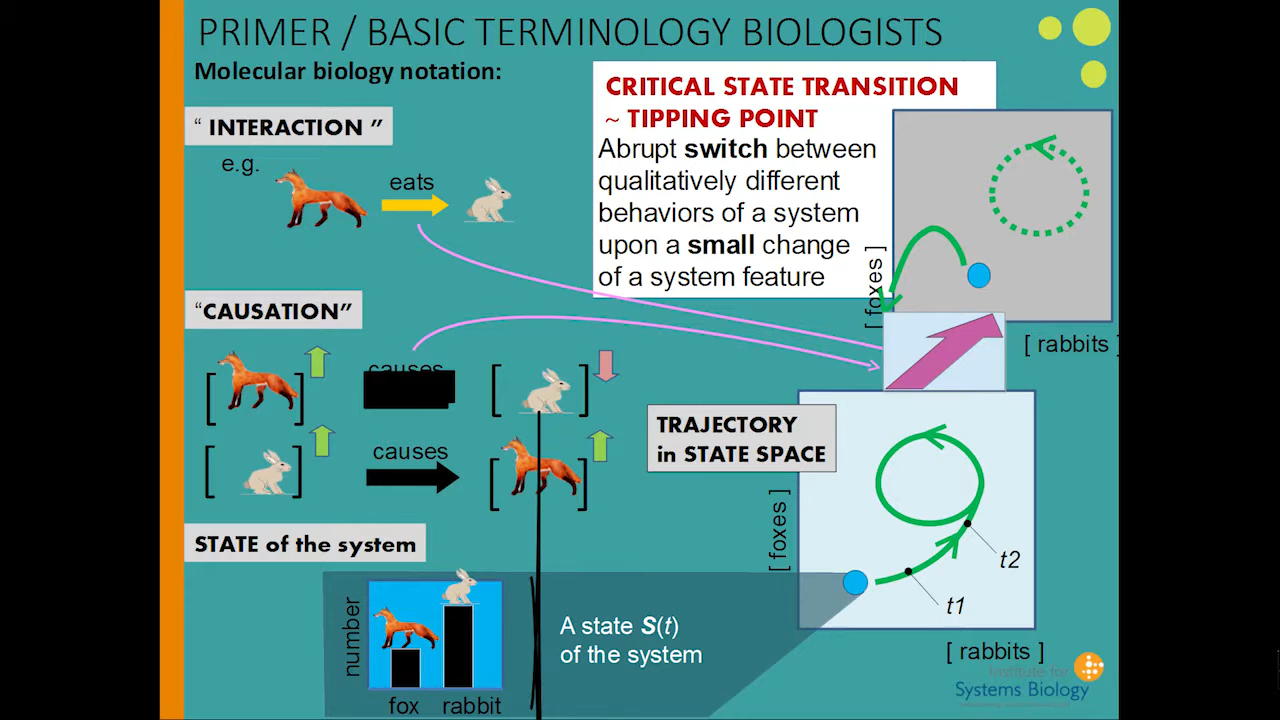 PRIMER / BASIC TERMINOLOGY BIOLOGISTS
Molecular biology notation:
“ INTERACTION ”
e.g.
eats
CRITICAL STATE TRANSITION
~ TIPPING POINT
Abrupt switch between
qualitatively different
behaviors of a system
upon a small change
of a system feature
[ foxes ]
[ rabbits ]
“CAUSATION”
[ ] causes [ ]
[ ] causes [ ]
TRAJECTORY
in STATE SPACE
[ foxes ]
t2
t1
[ rabbits ]
STATE of the system
number
fox rabbit
A state S(t)
of the system
Institute for
Systems Biology